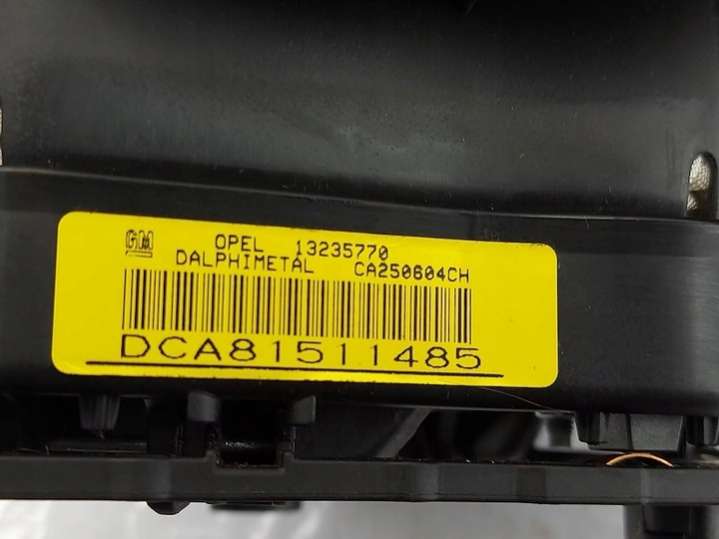 GM OPEL 13235770
DALPHIMETAL CA250604CH
DCA81511485